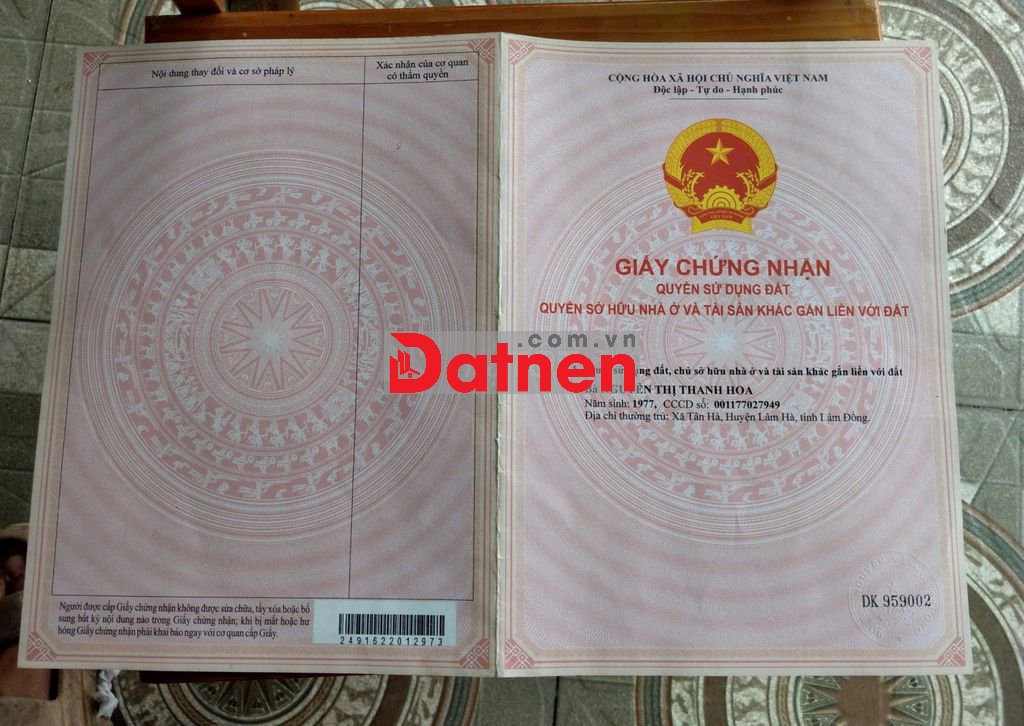 Nội dung thay đổi và cơ sở pháp lý
Xác nhận của cơ quan
có thẩm quyền
Người được cấp Giấy chứng nhận không được sửa chữa, tẩy xóa hoặc bổ
sung bất kỳ nội dung nào trong Giấy chứng nhận; khi bị mất hoặc hư
hỏng Giấy chứng nhận phải khai báo ngay với cơ quan cấp Giấy.
2491622012973
CỘNG HÒA XÃ HỘI CHỦ NGHĨA VIỆT NAM
Độc lập - Tự do - Hạnh phúc
GIẤY CHỨNG NHẬN
QUYỀN SỬ DỤNG ĐẤT
QUYỀN SỞ HỮU NHÀ Ở VÀ TÀI SẢN KHÁC GẮN LIỀN VỚI ĐẤT
.com.vn
Datnen
sử dụng đất, chủ sở hữu nhà ở và tài sản khác gắn liền với đất
Bà NGUYỄN THỊ THANH HOA
Năm sinh: 1977, CCCD số: 001177027949
Địa chỉ thường trú: Xã Tân Hà, Huyện Lâm Hà, tỉnh Lâm Đồng.
DK 959002